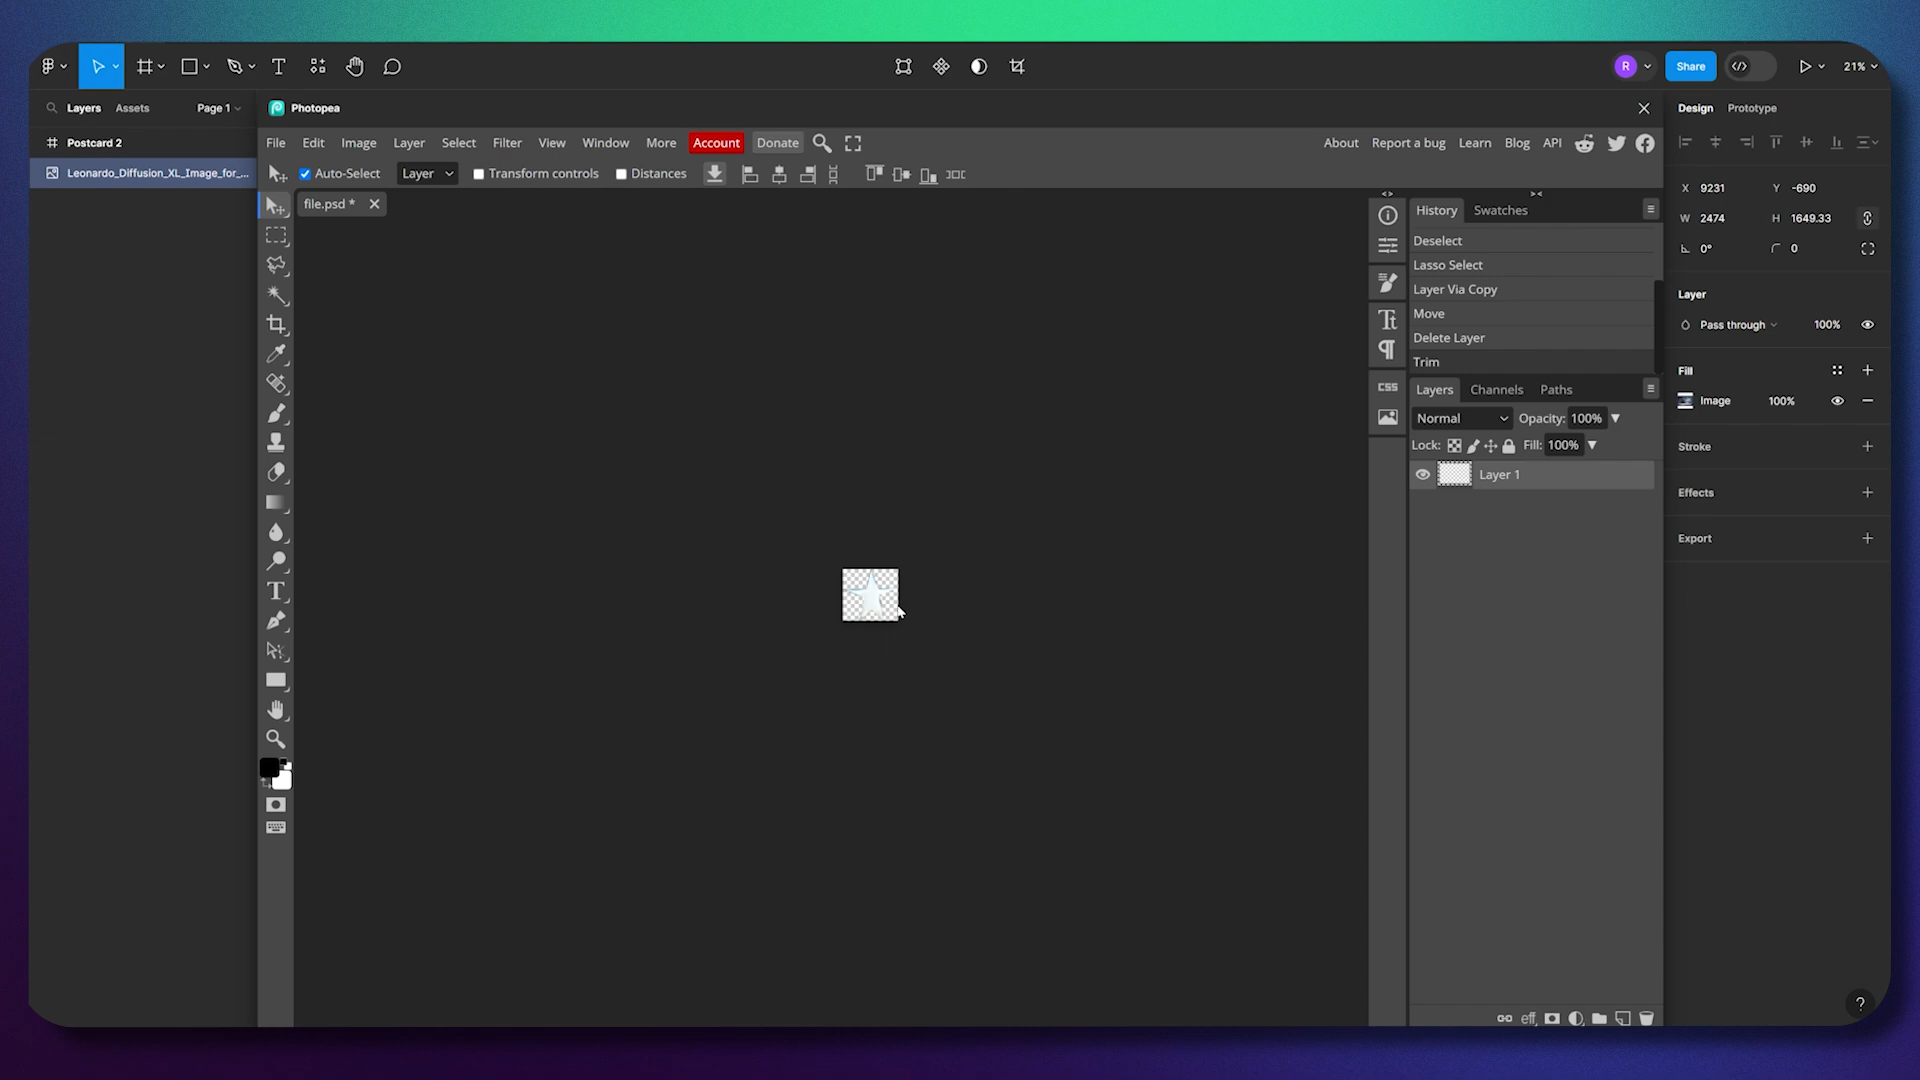 T
R
Share
21%
Layers
Assets
Page 1
Photopea
Design
Prototype
Postcard 2
File
Edit
Image
Layer
Select
Filter
View
Window
More
Account
Donate
About
Report a bug
Learn
Blog
API
Leonardo_Diffusion_XL_Image_for_...
Auto-Select
Layer
Transform controls
Distances
file.psd *
X 9231
Y -690
W 2474
H 1649.33
0°
0
History
Swatches
Deselect
Lasso Select
Layer Via Copy
Move
Delete Layer
Trim
Tt
¶
CSS
Layers
Channels
Paths
Normal
Opacity: 100%
Lock:
Fill: 100%
Layer 1
Layer
Pass through
100%
Fill
Image
100%
Stroke
Effects
Export
T
eff
?